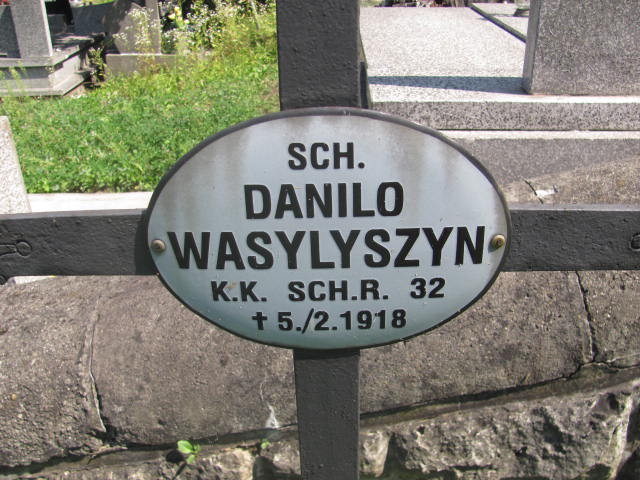 SCH.
DANILO
WASYLYSZYN
K.K. SCH.R. 32
† 5./2.1918